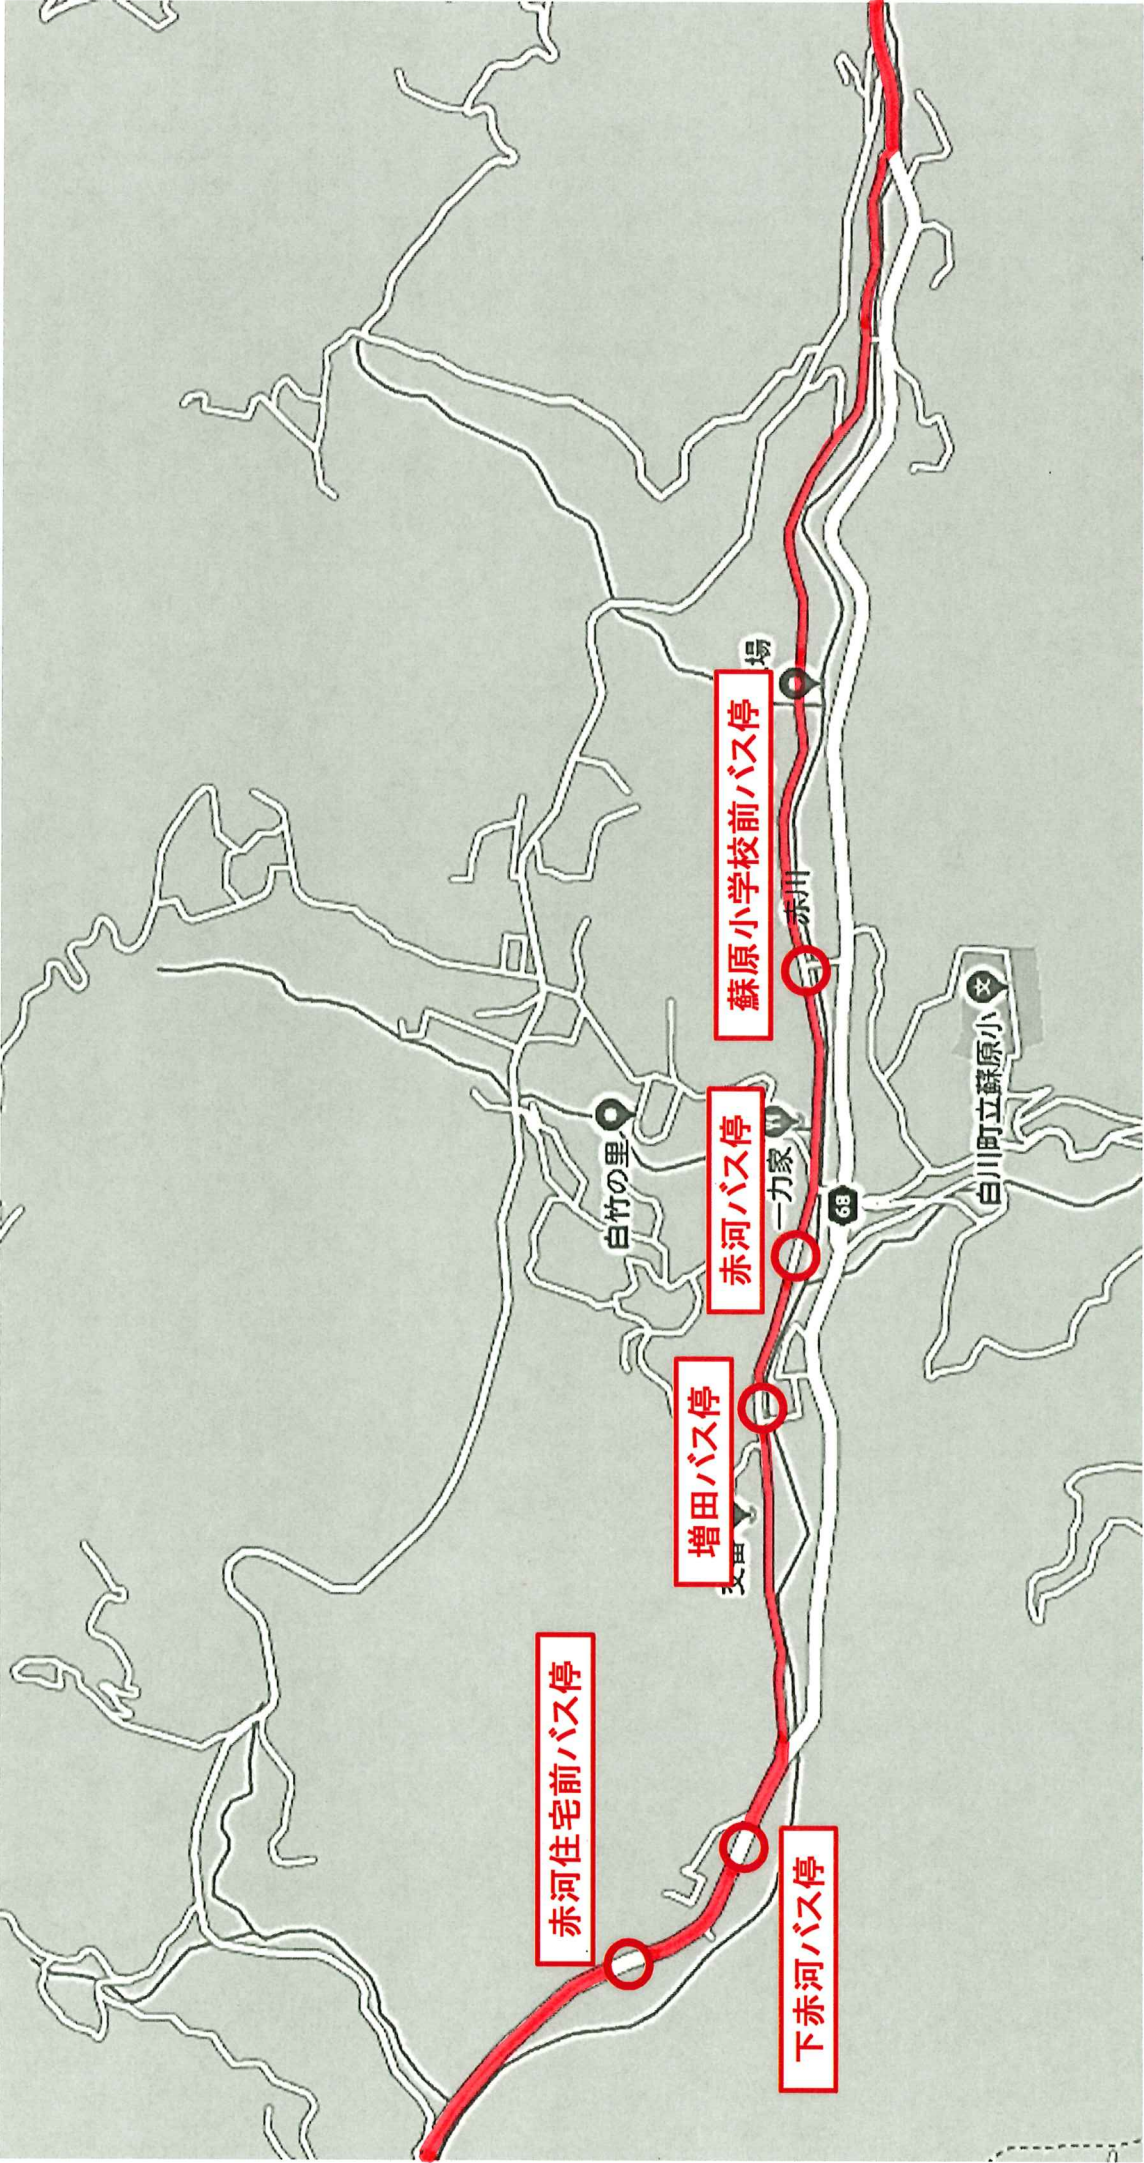 赤河住宅前バス停
下赤河バス停
増田バス停
赤河バス停
蘇原小学校前バス停
白竹の里
一力家
68
赤川
白川町立蘇原小
文
場